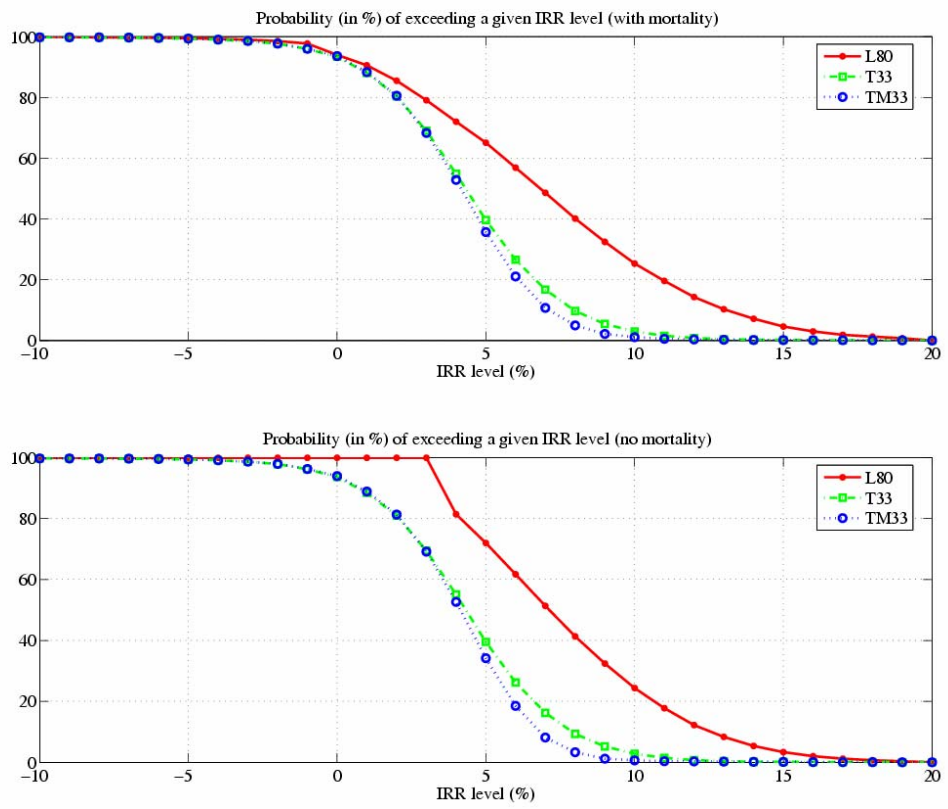 Probability (in %) of exceeding a given IRR level (with mortality)
100
80
60
40
20
0
L80
T33
TM33
−10 −5 0 5 10 15 20
IRR level (%)
Probability (in %) of exceeding a given IRR level (no mortality)
100
80
60
40
20
0
L80
T33
TM33
−10 −5 0 5 10 15 20
IRR level (%)